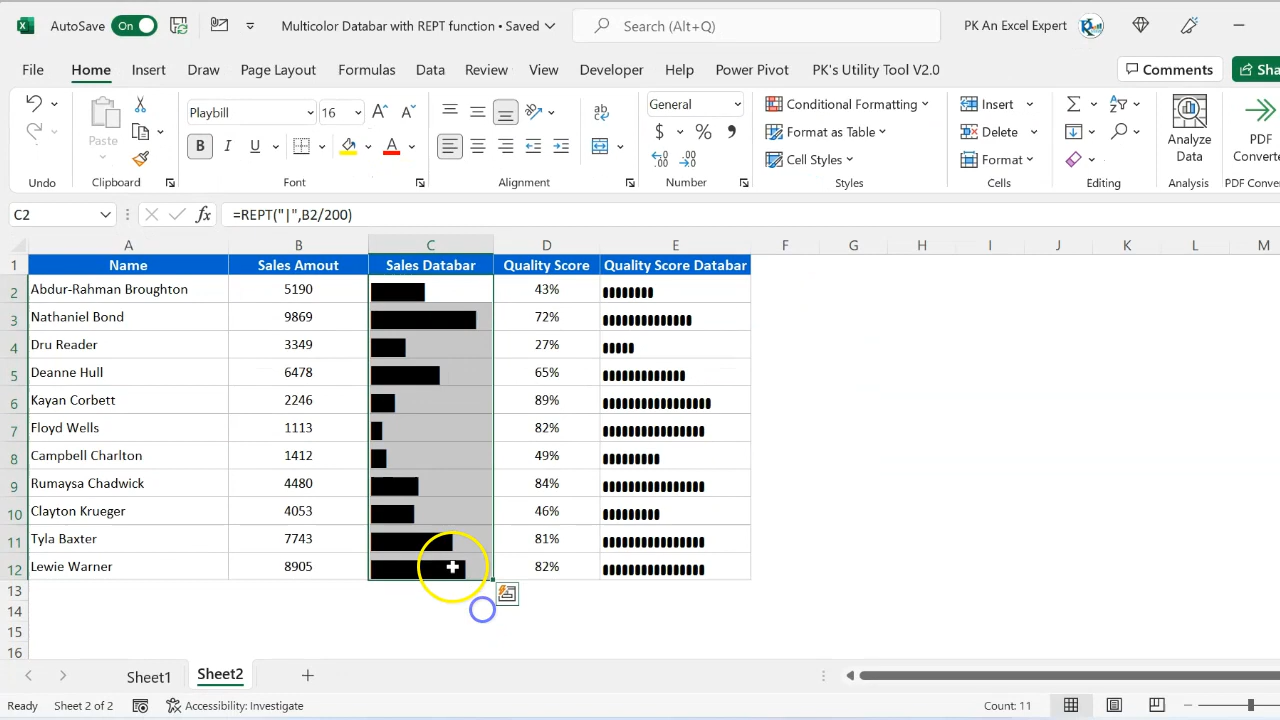 AutoSave On Multicolor Databar with REPT function • Saved Search (Alt+Q) PK An Excel Expert
File Home Insert Draw Page Layout Formulas Data Review View Developer Help Power Pivot PK's Utility Tool V2.0 Comments Sha
Playbill 16 General Conditional Formatting Insert
Paste B I U A $ % Format as Table Delete Analyze Data PDF Converte
Cell Styles Format
Undo Clipboard Font Alignment Number Styles Cells Editing Analysis PDF Conver
C2 fx =REPT("|",B2/200)
A B C D E F G H I J K L M
1 Name Sales Amout Sales Databar Quality Score Quality Score Databar
2 Abdur-Rahman Broughton 5190 43%
3 Nathaniel Bond 9869 72%
4 Dru Reader 3349 27%
5 Deanne Hull 6478 65%
6 Kayan Corbett 2246 89%
7 Floyd Wells 1113 82%
8 Campbell Charlton 1412 49%
9 Rumaysa Chadwick 4480 84%
10 Clayton Krueger 4053 46%
11 Tyla Baxter 7743 81%
12 Lewie Warner 8905 82%
13
14
15
16
Sheet1 Sheet2
Ready Sheet 2 of 2 Accessibility: Investigate Count: 11